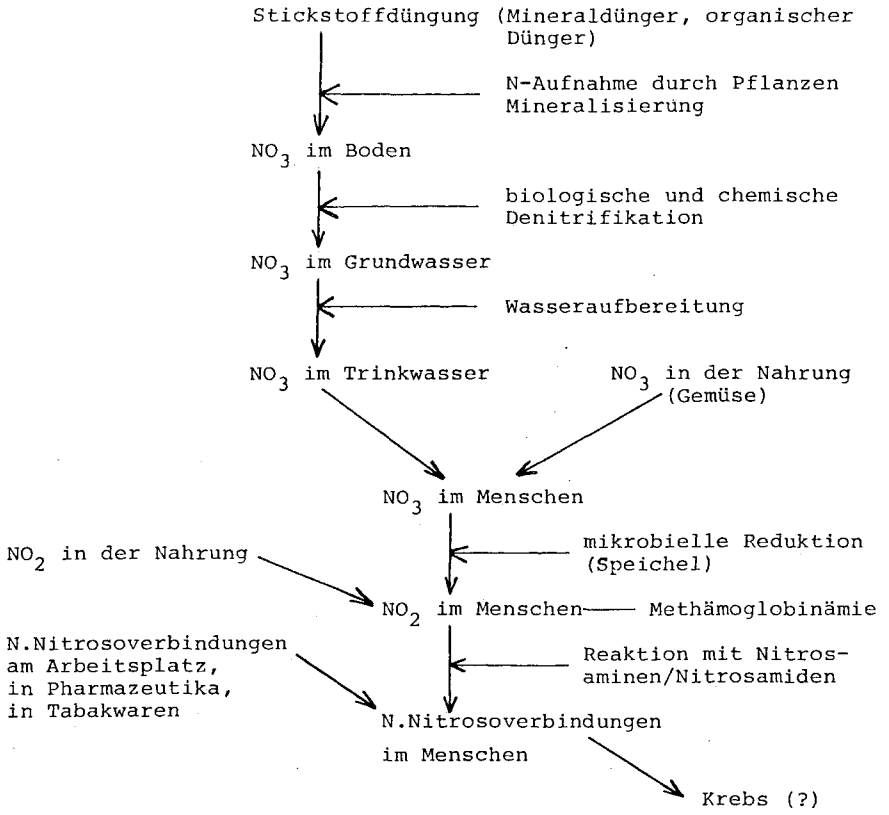 Stickstoffdüngung (Mineraldünger, organischer
Dünger)
N-Aufnahme durch Pflanzen
Mineralisierung
NO3 im Boden
biologische und chemische
Denitrifikation
NO3 im Grundwasser
Wasseraufbereitung
NO3 im Trinkwasser
NO3 in der Nahrung
(Gemüse)
NO3 im Menschen
mikrobielle Reduktion
(Speichel)
NO2 in der Nahrung
NO2 im Menschen
Methämoglobinämie
N.Nitrosoverbindungen
am Arbeitsplatz,
in Pharmazeutika,
in Tabakwaren
Reaktion mit Nitros-
aminen/Nitrosamiden
N.Nitrosoverbindungen
im Menschen
Krebs (?)